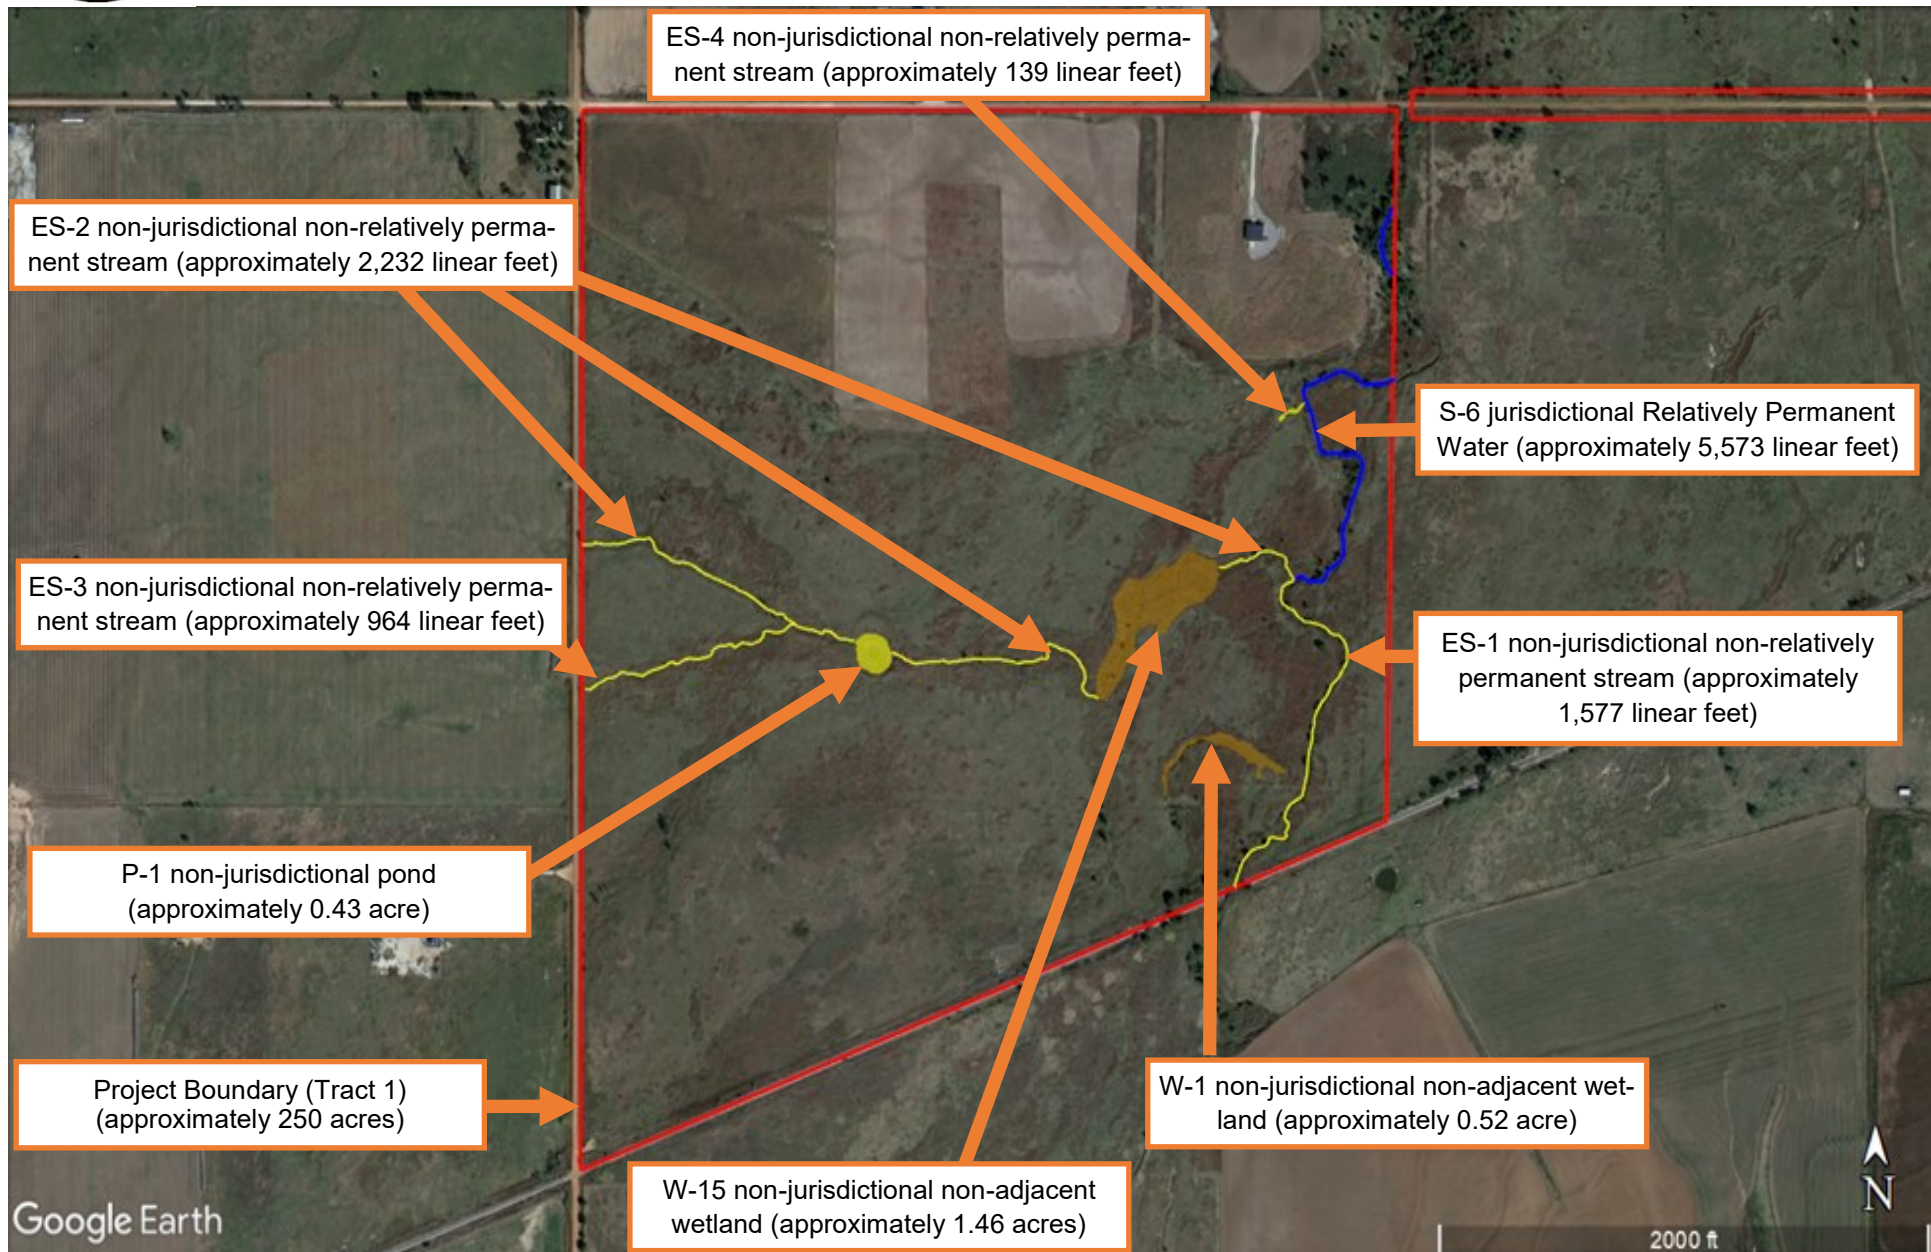 ES-4 non-jurisdictional non-relatively perma-
nent stream (approximately 139 linear feet)
ES-2 non-jurisdictional non-relatively perma-
nent stream (approximately 2,232 linear feet)
S-6 jurisdictional Relatively Permanent
Water (approximately 5,573 linear feet)
ES-3 non-jurisdictional non-relatively perma-
nent stream (approximately 964 linear feet)
ES-1 non-jurisdictional non-relatively
permanent stream (approximately
1,577 linear feet)
P-1 non-jurisdictional pond
(approximately 0.43 acre)
Project Boundary (Tract 1)
(approximately 250 acres)
W-1 non-jurisdictional non-adjacent wet-
land (approximately 0.52 acre)
W-15 non-jurisdictional non-adjacent
wetland (approximately 1.46 acres)
N
Google Earth
2000 ft